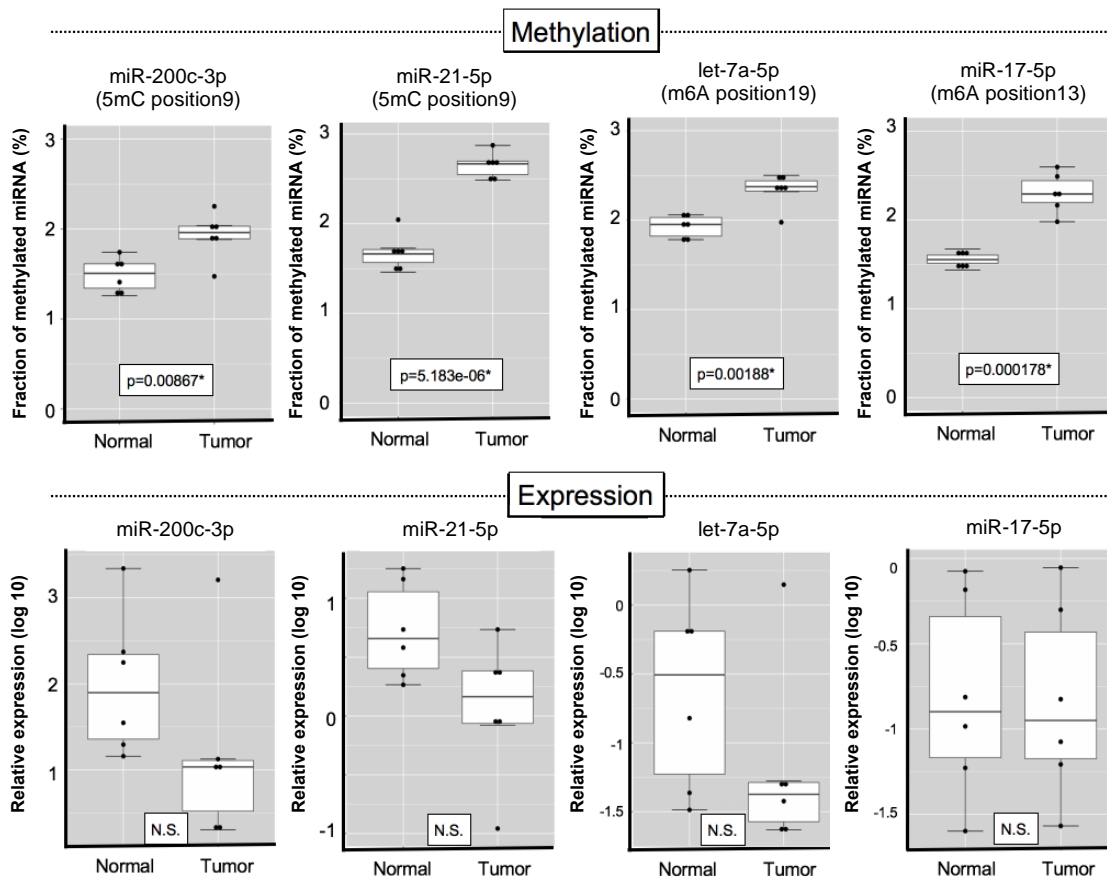 Methylation
miR-200c-3p
(5mC position9)
miR-21-5p
(5mC position9)
let-7a-5p
(m6A position19)
miR-17-5p
(m6A position13)
Fraction of methylated miRNA (%)
3
2
1
0
p=0.00867*
Normal Tumor
Fraction of methylated miRNA (%)
3
2
1
0
p=5.183e-06*
Normal Tumor
Fraction of methylated miRNA (%)
3
2
1
0
p=0.00188*
Normal Tumor
Fraction of methylated miRNA (%)
3
2
1
0
p=0.000178*
Normal Tumor
Expression
miR-200c-3p
miR-21-5p
let-7a-5p
miR-17-5p
Relative expression (log 10)
3
2
1
N.S.
Normal Tumor
Relative expression (log 10)
1
0
-1
N.S.
Normal Tumor
Relative expression (log 10)
0
-0.5
-1
-1.5
N.S.
Normal Tumor
Relative expression (log 10)
0
-0.5
-1
-1.5
N.S.
Normal Tumor